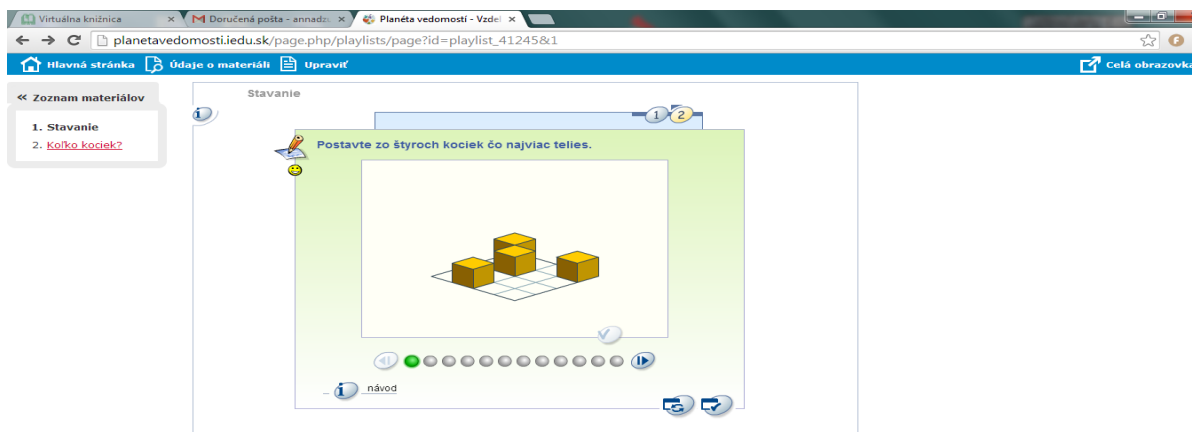 Virtuálna knižnica × Doručená pošta - annadzu × Planéta vedomostí - Vzdel ×
planetavedomosti.iedu.sk/page.php/playlists/page?id=playlist_41245&1
Hlavná stránka Údaje o materiáli Upraviť Celá obrazovka
« Zoznam materiálov
1. Stavanie
2. Koľko kociek?
Stavanie
1 2
Postavte zo štyroch kociek čo najviac telies.
návod